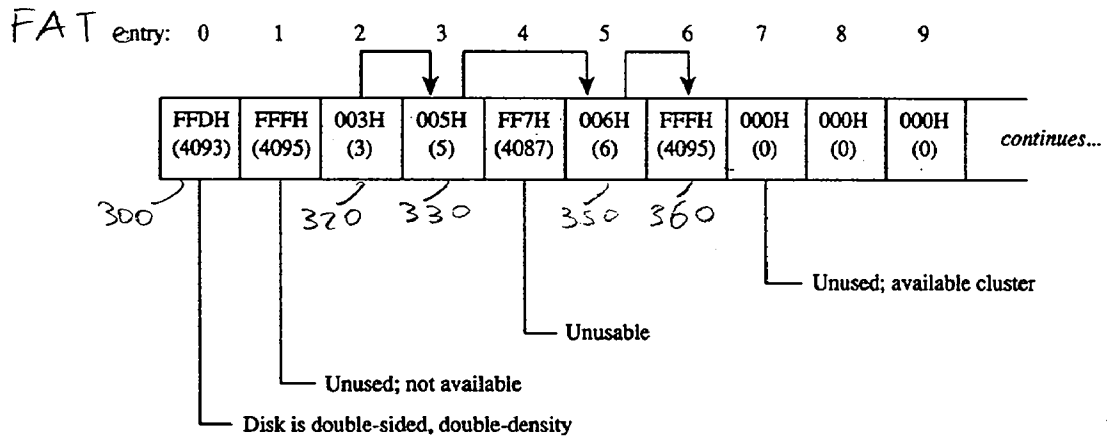 FAT entry: 0 1 2 3 4 5 6 7 8 9
FFDH FFFH 003H 005H FF7H 006H FFFH 000H 000H 000H continues...
(4093) (4095) (3) (5) (4087) (6) (4095) (0) (0) (0)
300 320 330 350 360
Unused; available cluster
Unusable
Unused; not available
Disk is double-sided, double-density